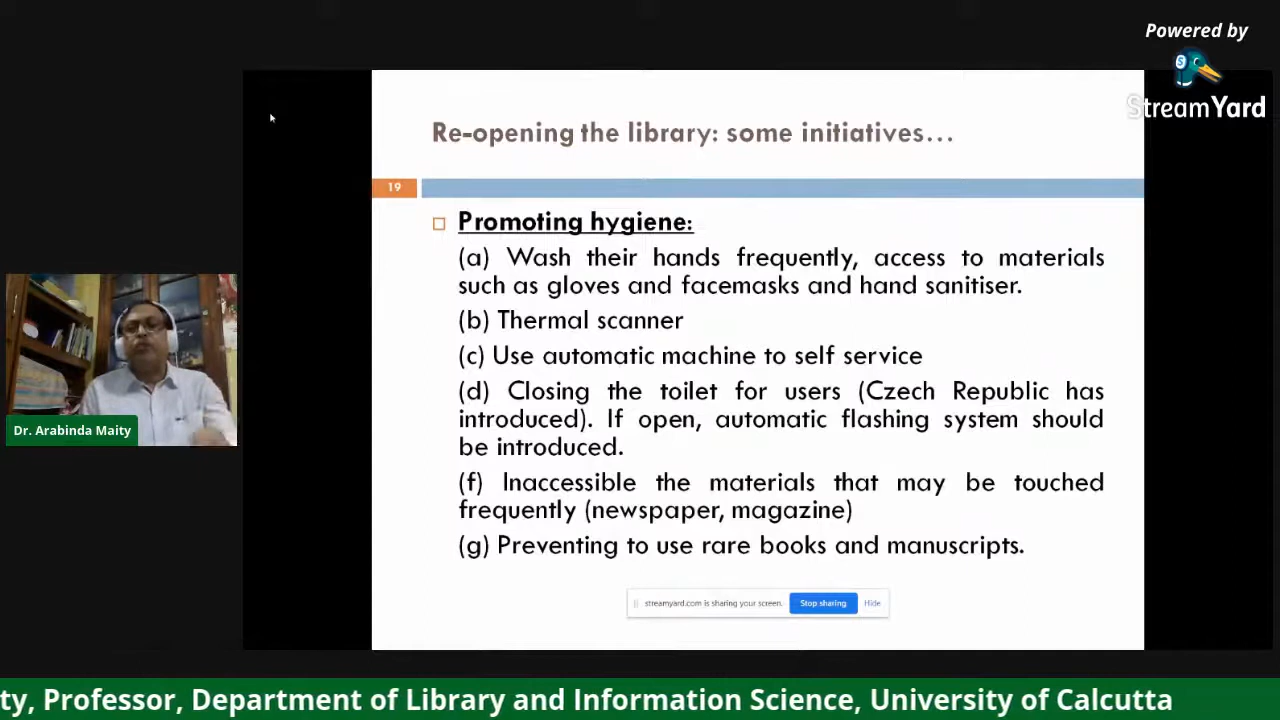 Powered by
StreamYard
Re-opening the library: some initiatives…
19
Promoting hygiene:
(a) Wash their hands frequently, access to materials
such as gloves and facemasks and hand sanitiser.
(b) Thermal scanner
(c) Use automatic machine to self service
(d) Closing the toilet for users (Czech Republic has
introduced). If open, automatic flashing system should
be introduced.
(f) Inaccessible the materials that may be touched
frequently (newspaper, magazine)
(g) Preventing to use rare books and manuscripts.
Dr. Arabinda Maity
streamyard.com is sharing your screen. Stop sharing Hide
ty, Professor, Department of Library and Information Science, University of Calcutta